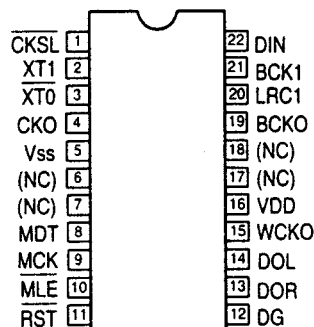 CKSL 1 22 DIN
XT1 2 21 BCK1
XT0 3 20 LRC1
CKO 4 19 BCKO
Vss 5 18 (NC)
(NC) 6 17 (NC)
(NC) 7 16 VDD
MDT 8 15 WCKO
MCK 9 14 DOL
MLE 10 13 DOR
RST 11 12 DG